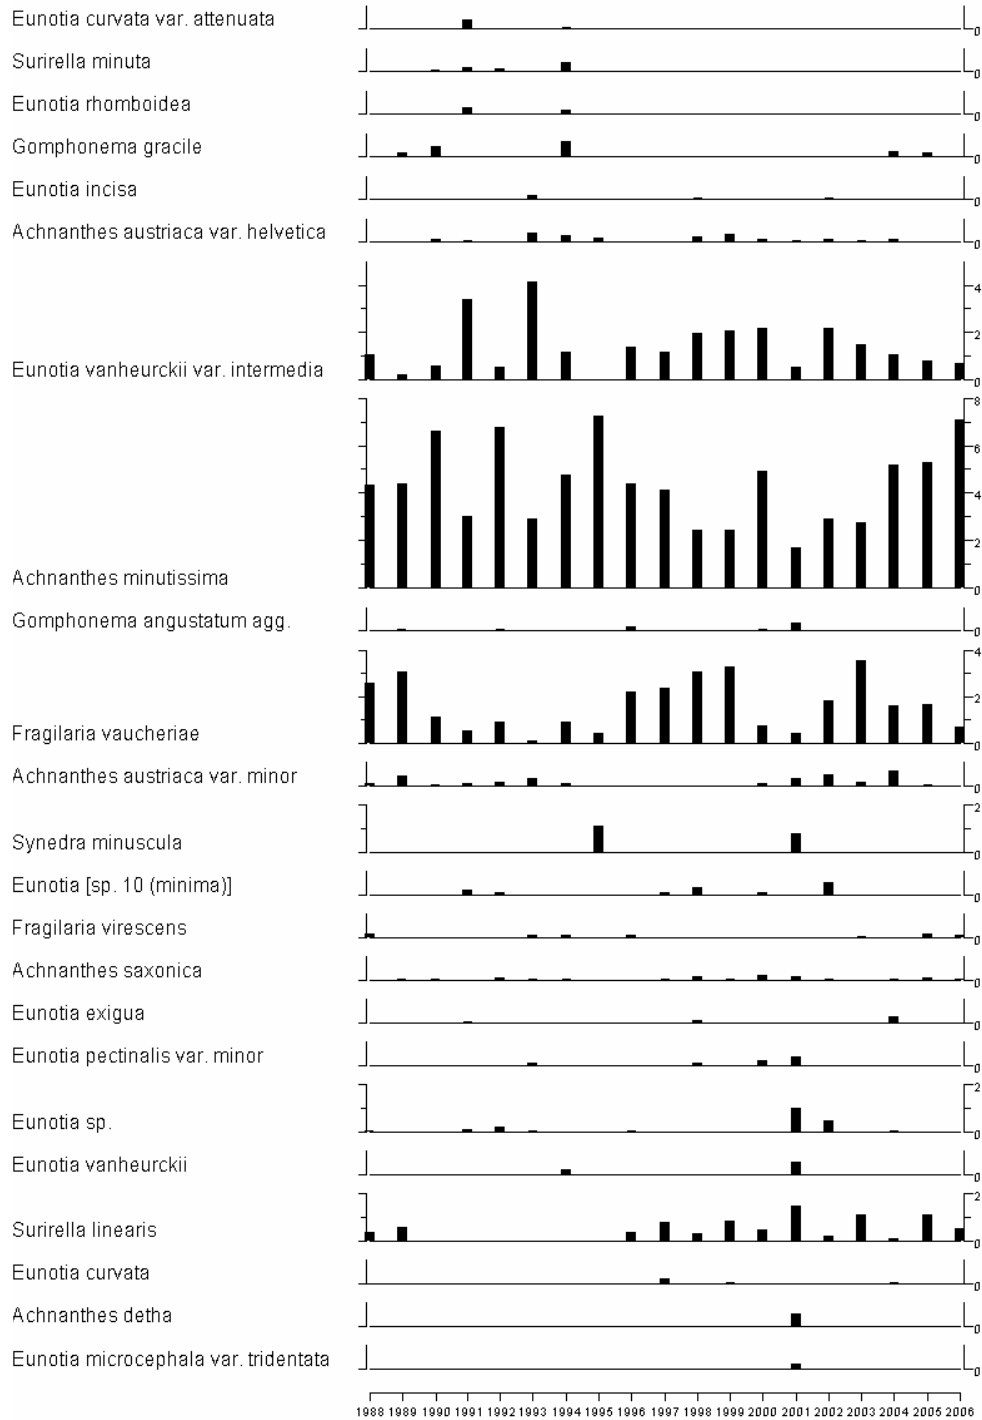 Eunotia curvata var. attenuata
0
Surirella minuta
0
Eunotia rhomboidea
0
Gomphonema gracile
0
Eunotia incisa
0
Achnanthes austriaca var. helvetica
0
4
2
Eunotia vanheurckii var. intermedia
0
8
6
4
2
Achnanthes minutissima
0
Gomphonema angustatum agg.
0
4
2
Fragilaria vaucheriae
0
Achnanthes austriaca var. minor
0
2
Synedra minuscula
0
Eunotia [sp. 10 (minima)]
0
Fragilaria virescens
0
Achnanthes saxonica
0
Eunotia exigua
0
Eunotia pectinalis var. minor
0
2
Eunotia sp.
0
Eunotia vanheurckii
0
2
Surirella linearis
0
Eunotia curvata
0
Achnanthes detha
0
Eunotia microcephala var. tridentata
0
1988 1989 1990 1991 1992 1993 1994 1995 1996 1997 1998 1999 2000 2001 2002 2003 2004 2005 2006